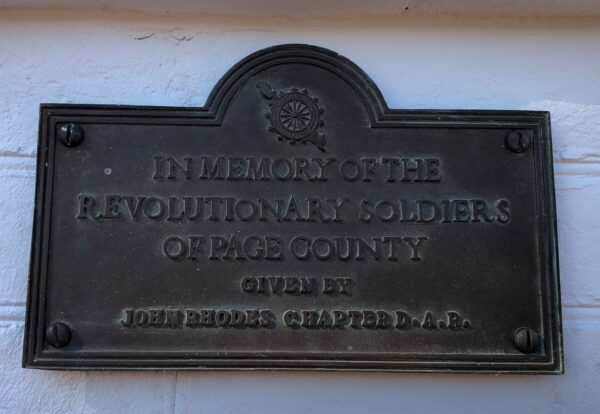 IN MEMORY OF THE
REVOLUTIONARY SOLDIERS
OF PAGE COUNTY
GIVEN BY
JOHN RHODES CHAPTER D.A.R.